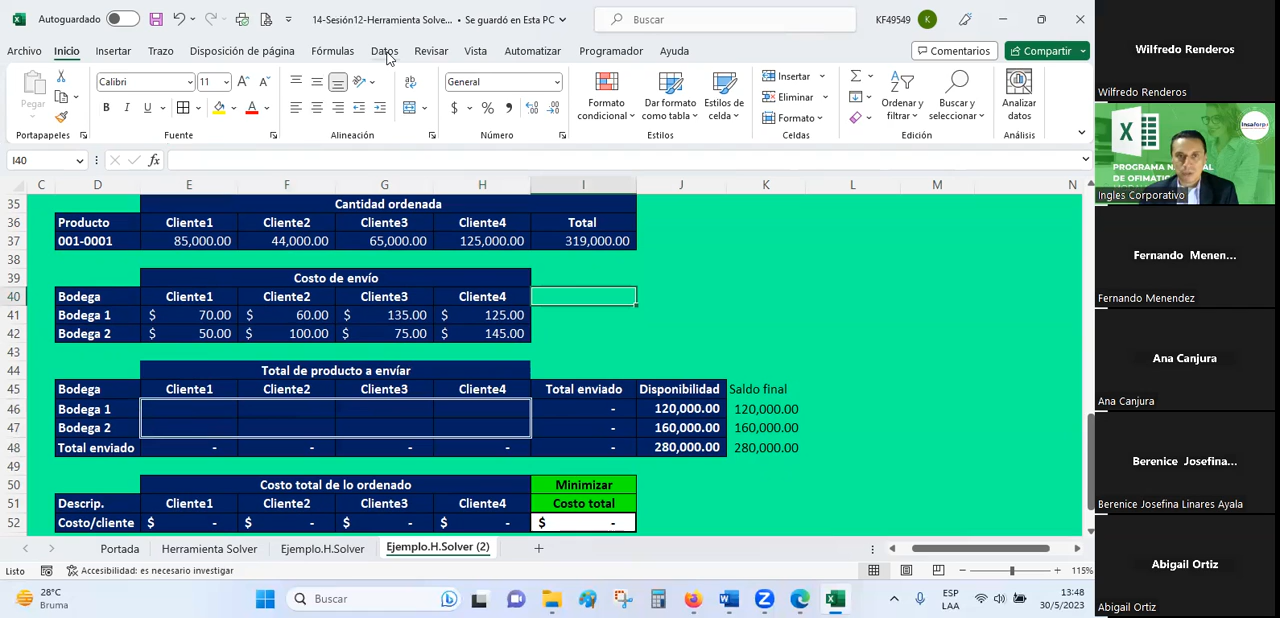 Autoguardado
14-Sesión12-Herramienta Solve... • Se guardó en Esta PC
Buscar
KF49549
Archivo Inicio Insertar Trazo Disposición de página Fórmulas Datos Revisar Vista Automatizar Programador Ayuda
Comentarios
Compartir
Pegar
Calibri 11
N K S
General
$ % 000
Formato condicional
Dar formato como tabla
Estilos de celda
Insertar
Eliminar
Formato
Ordenar y filtrar
Buscar y seleccionar
Analizar datos
Portapapeles Fuente Alineación Número Estilos Celdas Edición Análisis
I40 fx
C D E F G H I J K L M N
35 Cantidad ordenada
36 Producto Cliente1 Cliente2 Cliente3 Cliente4 Total
37 001-0001 85,000.00 44,000.00 65,000.00 125,000.00 319,000.00
38
39 Costo de envío
40 Bodega Cliente1 Cliente2 Cliente3 Cliente4
41 Bodega 1 $ 70.00 $ 60.00 $ 135.00 $ 125.00
42 Bodega 2 $ 50.00 $ 100.00 $ 75.00 $ 145.00
43
44 Total de producto a envíar
45 Bodega Cliente1 Cliente2 Cliente3 Cliente4 Total enviado Disponibilidad Saldo final
46 Bodega 1 - 120,000.00 120,000.00
47 Bodega 2 - 160,000.00 160,000.00
48 Total enviado - - - - - 280,000.00 280,000.00
49
50 Costo total de lo ordenado Minimizar
51 Descrip. Cliente1 Cliente2 Cliente3 Cliente4 Costo total
52 Costo/cliente $ - $ - $ - $ - $ -
Portada Herramienta Solver Ejemplo.H.Solver Ejemplo.H.Solver (2)
Listo Accesibilidad: es necesario investigar 115%
28°C
Bruma
Buscar
ESP
LAA
13:48
30/5/2023
Wilfredo Renderos
Wilfredo Renderos
Insaforp
Ingles Corporativo
Fernando Menen...
Fernando Menendez
Ana Canjura
Ana Canjura
Berenice Josefina...
Berenice Josefina Linares Ayala
Abigail Ortiz
Abigail Ortiz